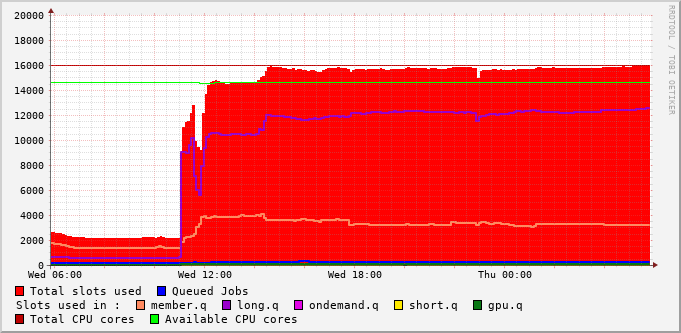 20000
18000
16000
14000
12000
10000
8000
6000
4000
2000
0
Wed 06:00 Wed 12:00 Wed 18:00 Thu 00:00
RRDTOOL / TOBI OETIKER
Total slots used Queued Jobs
Slots used in : member.q long.q ondemand.q short.q gpu.q
Total CPU cores Available CPU cores